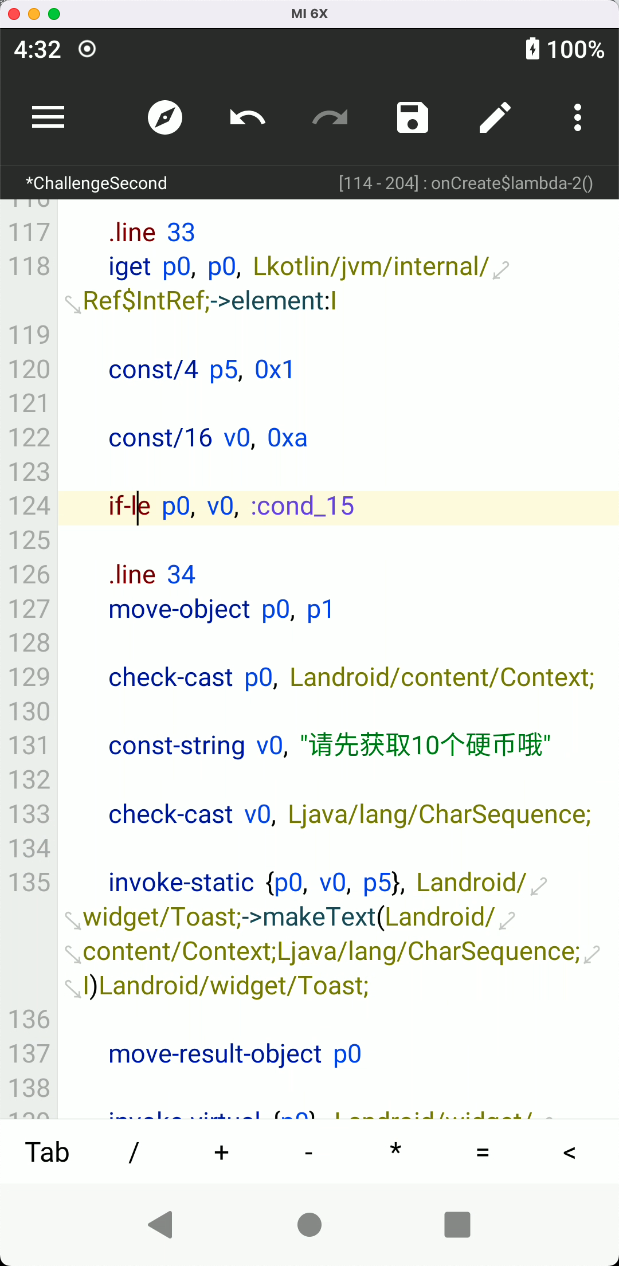 MI 6X
4:32 100%
*ChallengeSecond [114 - 204] : onCreate$lambda-2()
116
117 .line 33
118 iget p0, p0, Lkotlin/jvm/internal/
Ref$IntRef;->element:I
119
120 const/4 p5, 0x1
121
122 const/16 v0, 0xa
123
124 if-le p0, v0, :cond_15
125
126 .line 34
127 move-object p0, p1
128
129 check-cast p0, Landroid/content/Context;
130
131 const-string v0, "请先获取10个硬币哦"
132
133 check-cast v0, Ljava/lang/CharSequence;
134
135 invoke-static {p0, v0, p5}, Landroid/
widget/Toast;->makeText(Landroid/
content/Context;Ljava/lang/CharSequence;
I)Landroid/widget/Toast;
136
137 move-result-object p0
138
139 invoke-virtual {p0}, Landroid/widget/
Tab / + - * = <